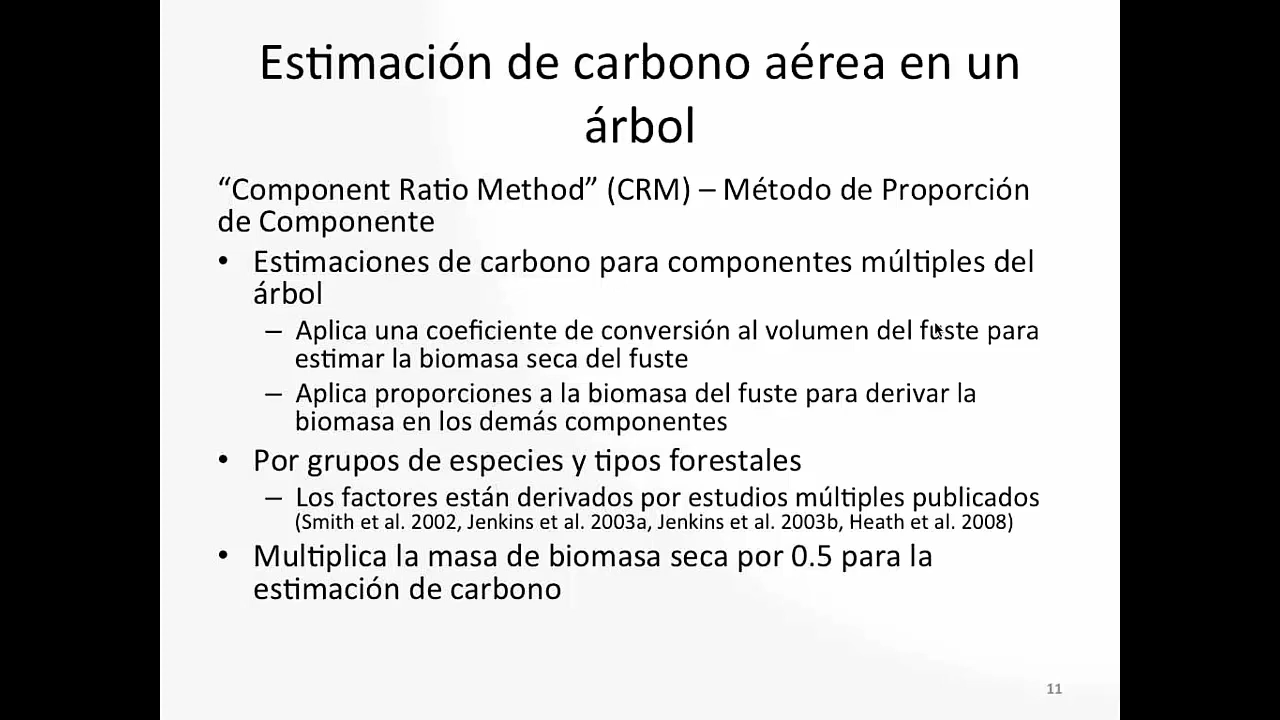 Estimación de carbono aérea en un
árbol
“Component Ratio Method” (CRM) – Método de Proporción
de Componente
• Estimaciones de carbono para componentes múltiples del
árbol
– Aplica una coeficiente de conversión al volumen del fuste para
estimar la biomasa seca del fuste
– Aplica proporciones a la biomasa del fuste para derivar la
biomasa en los demás componentes
• Por grupos de especies y tipos forestales
– Los factores están derivados por estudios múltiples publicados
(Smith et al. 2002, Jenkins et al. 2003a, Jenkins et al. 2003b, Heath et al. 2008)
• Multiplica la masa de biomasa seca por 0.5 para la
estimación de carbono
11